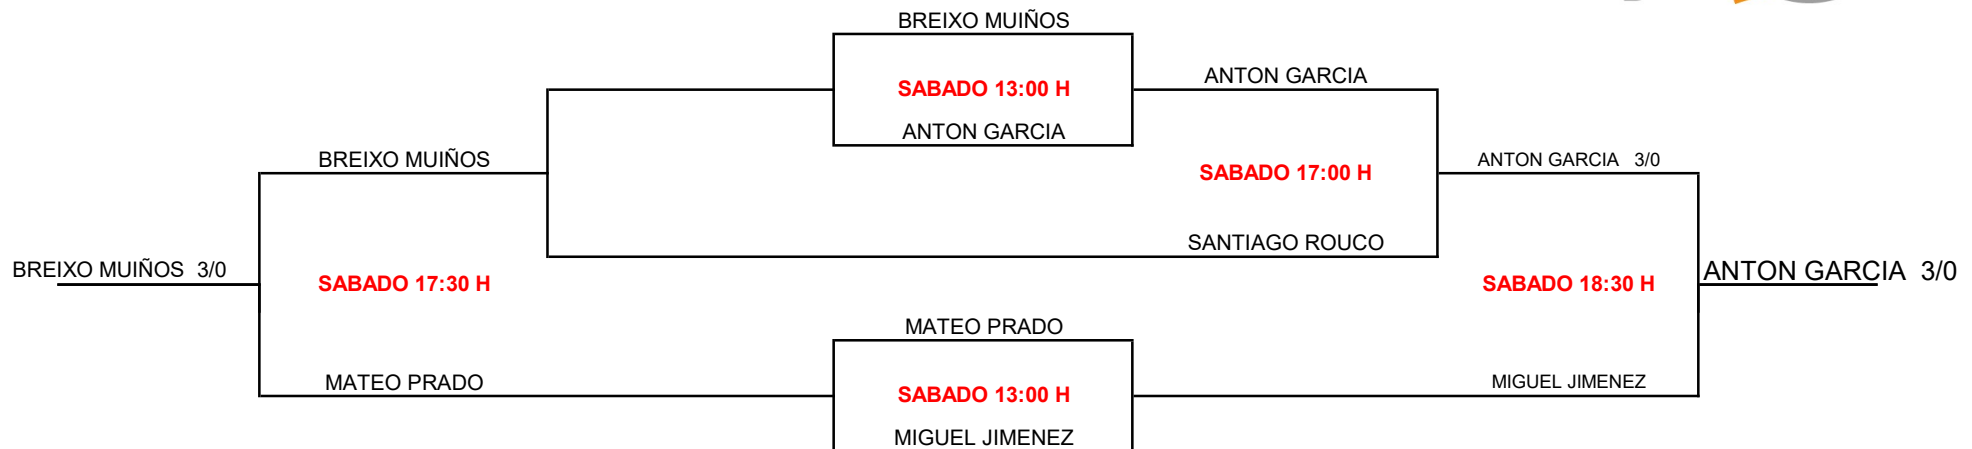 BREIXO MUIÑOS
ANTON GARCIA
SABADO 13:00 H
ANTON GARCIA
BREIXO MUIÑOS
SABADO 17:00 H
ANTON GARCIA 3/0
SANTIAGO ROUCO
BREIXO MUIÑOS 3/0
SABADO 17:30 H
SABADO 18:30 H
ANTON GARCIA 3/0
MATEO PRADO
MATEO PRADO
MIGUEL JIMENEZ
SABADO 13:00 H
MIGUEL JIMENEZ